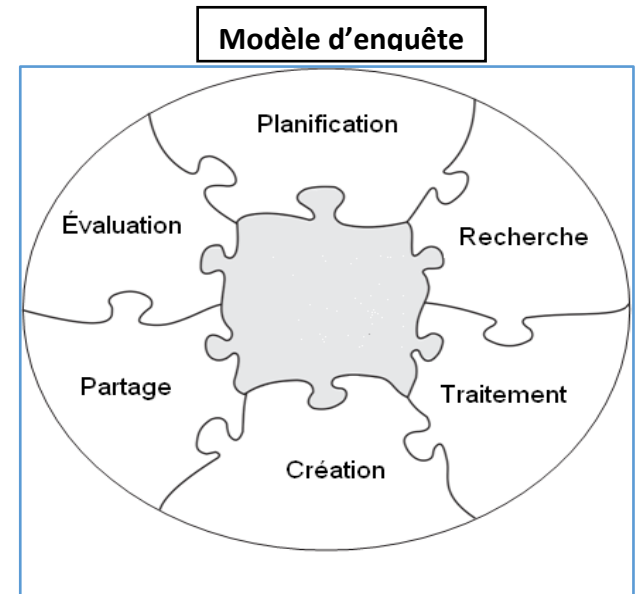 Modèle d'enquête
Planification
Évaluation
Recherche
Partage
Traitement
Création